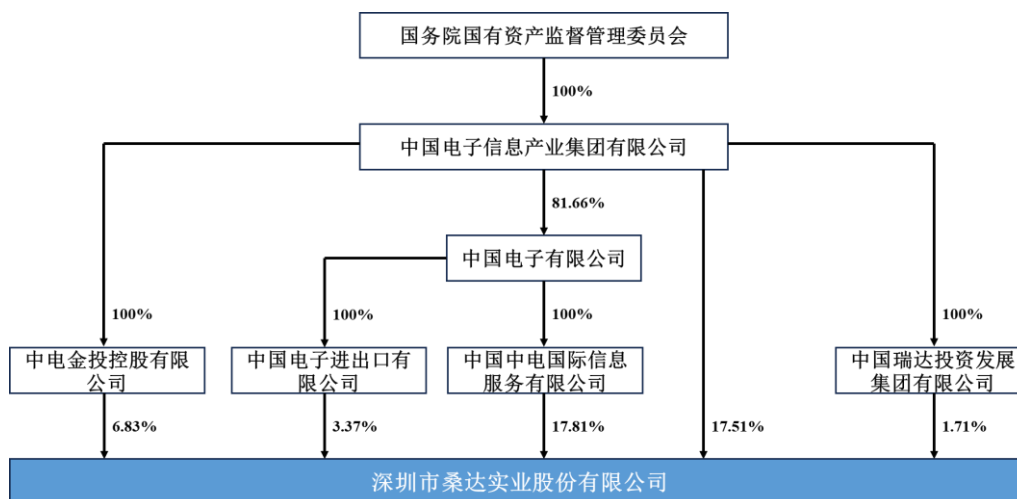 国务院国有资产监督管理委员会
100%
中国电子信息产业集团有限公司
81.66%
中国电子有限公司
100%
100%
100%
100%
中电金投控股有限
公司
中国电子进出口有
限公司
中国中电国际信息
服务有限公司
中国瑞达投资发展
集团有限公司
6.83%
3.37%
17.81%
17.51%
1.71%
深圳市桑达实业股份有限公司